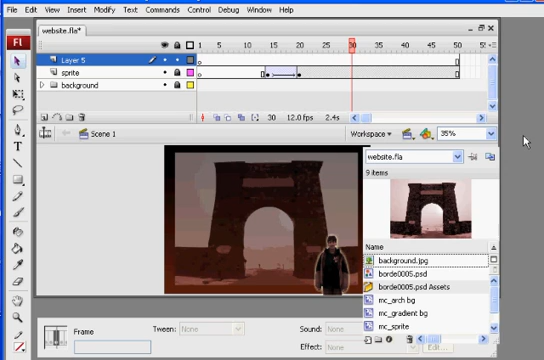 File Edit View Insert Modify Text Commands Control Debug Window Help
website.fla*
Fl
1 5 10 15 20 25 30 35 40 45 50 55
Layer 5
sprite
background
30 12.0 fps 2.4s
Scene 1
Workspace
35%
website.fla
9 items
Name
background.jpg
borde0005.psd
borde0005.psd Assets
mc_arch bg
mc_gradient bg
mc_sprite
Frame
Tween: None
Sound: None
Effect: None
Edit...